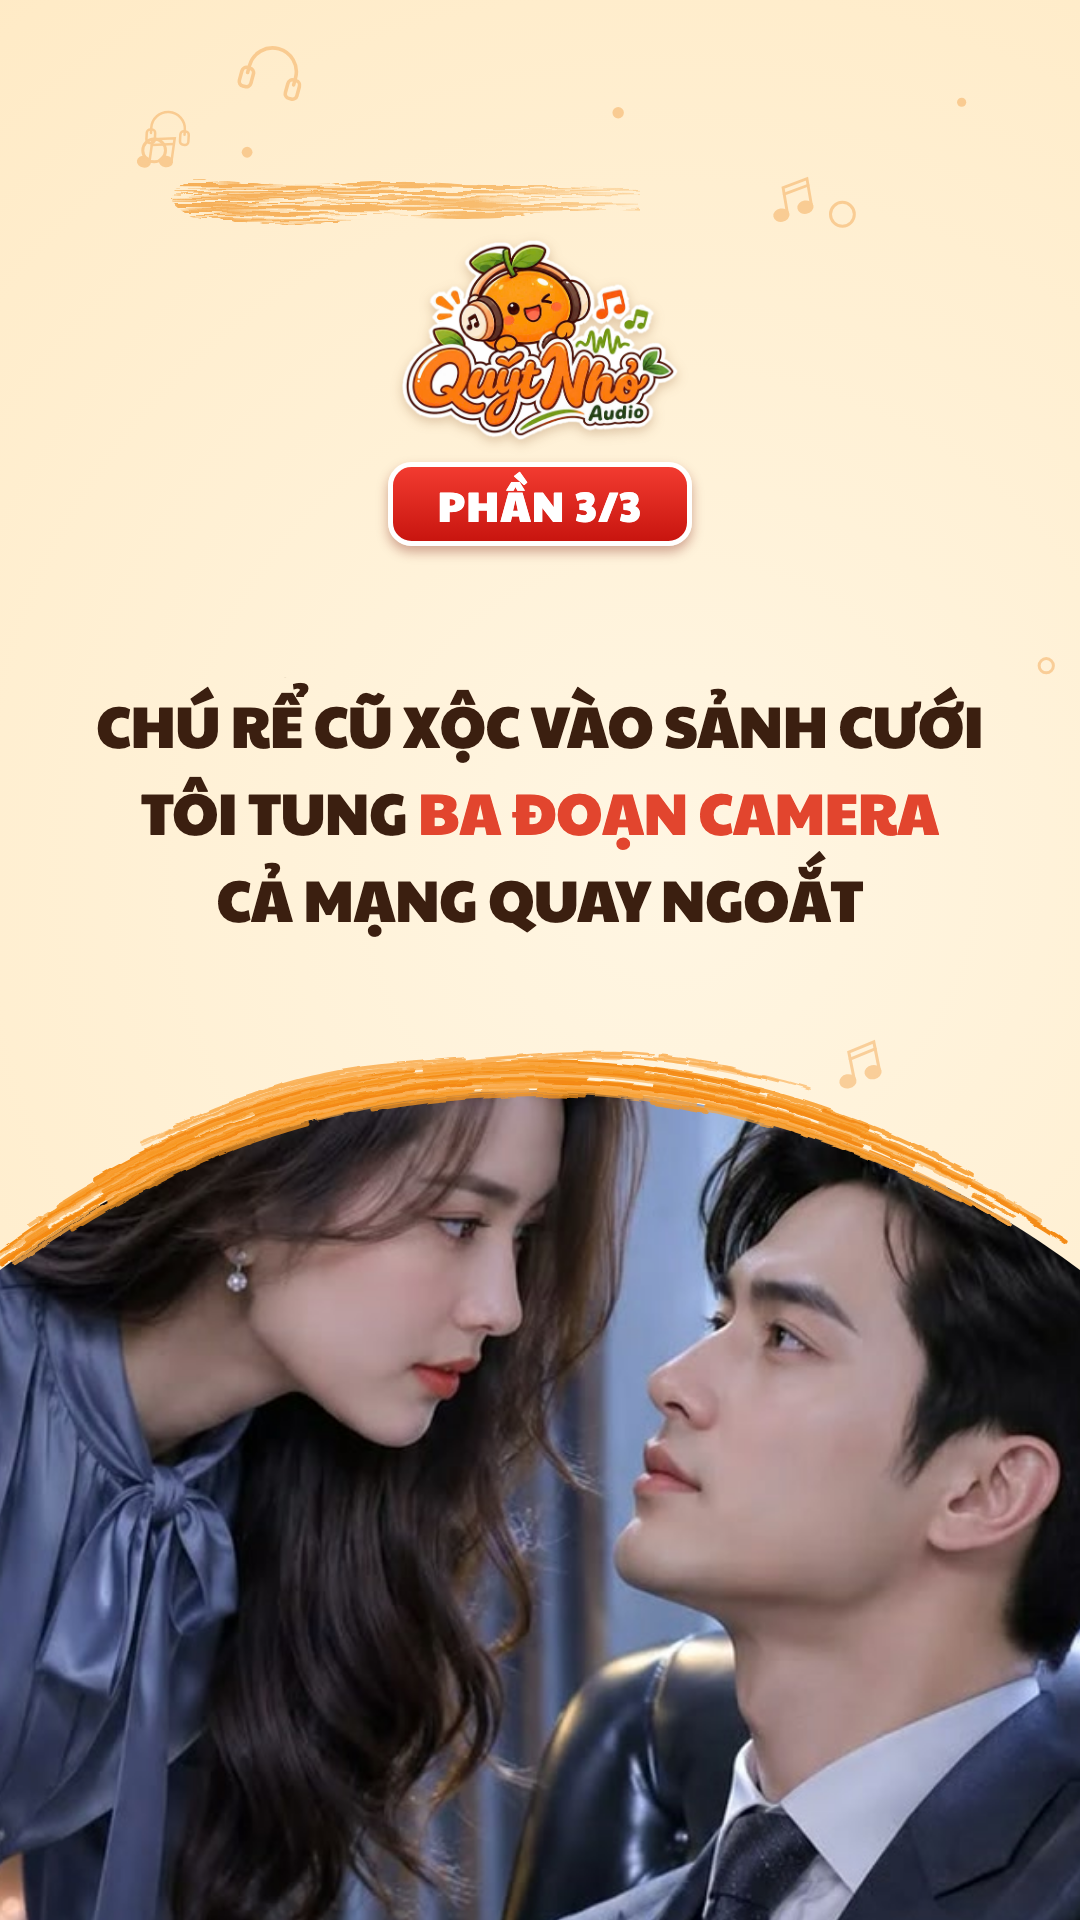 Quýt Nhỏ
Audio
PHẦN 3/3
CHÚ RỂ CŨ XỘC VÀO SẢNH CƯỚI
TÔI TUNG BA ĐOẠN CAMERA
CẢ MẠNG QUAY NGOẮT